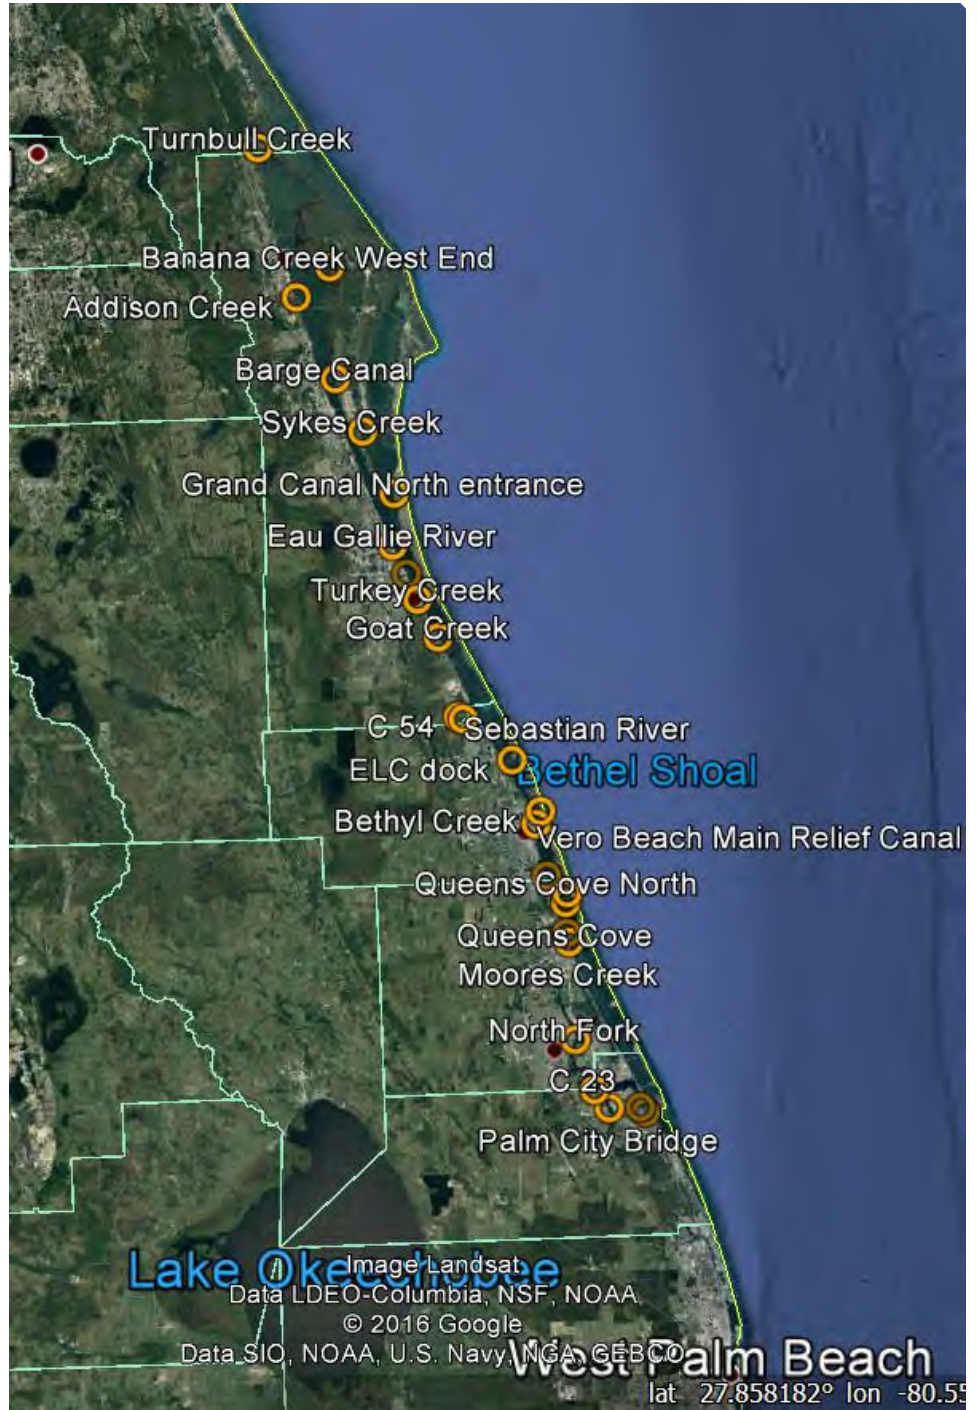 Turnbull Creek
Banana Creek West End
Addison Creek
Barge Canal
Sykes Creek
Grand Canal North entrance
Eau Gallie River
Turkey Creek
Goat Creek
C 54
Sebastian River
ELC dock
Bethel Shoal
Bethyl Creek
Vero Beach Main Relief Canal
Queens Cove North
Queens Cove
Moores Creek
North Fork
C 23
Palm City Bridge
Lake Okeechobee
Image Landsat
Data LDEO-Columbia, NSF, NOAA
© 2016 Google
Data SIO, NOAA, U.S. Navy, NGA, GEBCO
West Palm Beach
lat 27.858182° lon -80.55